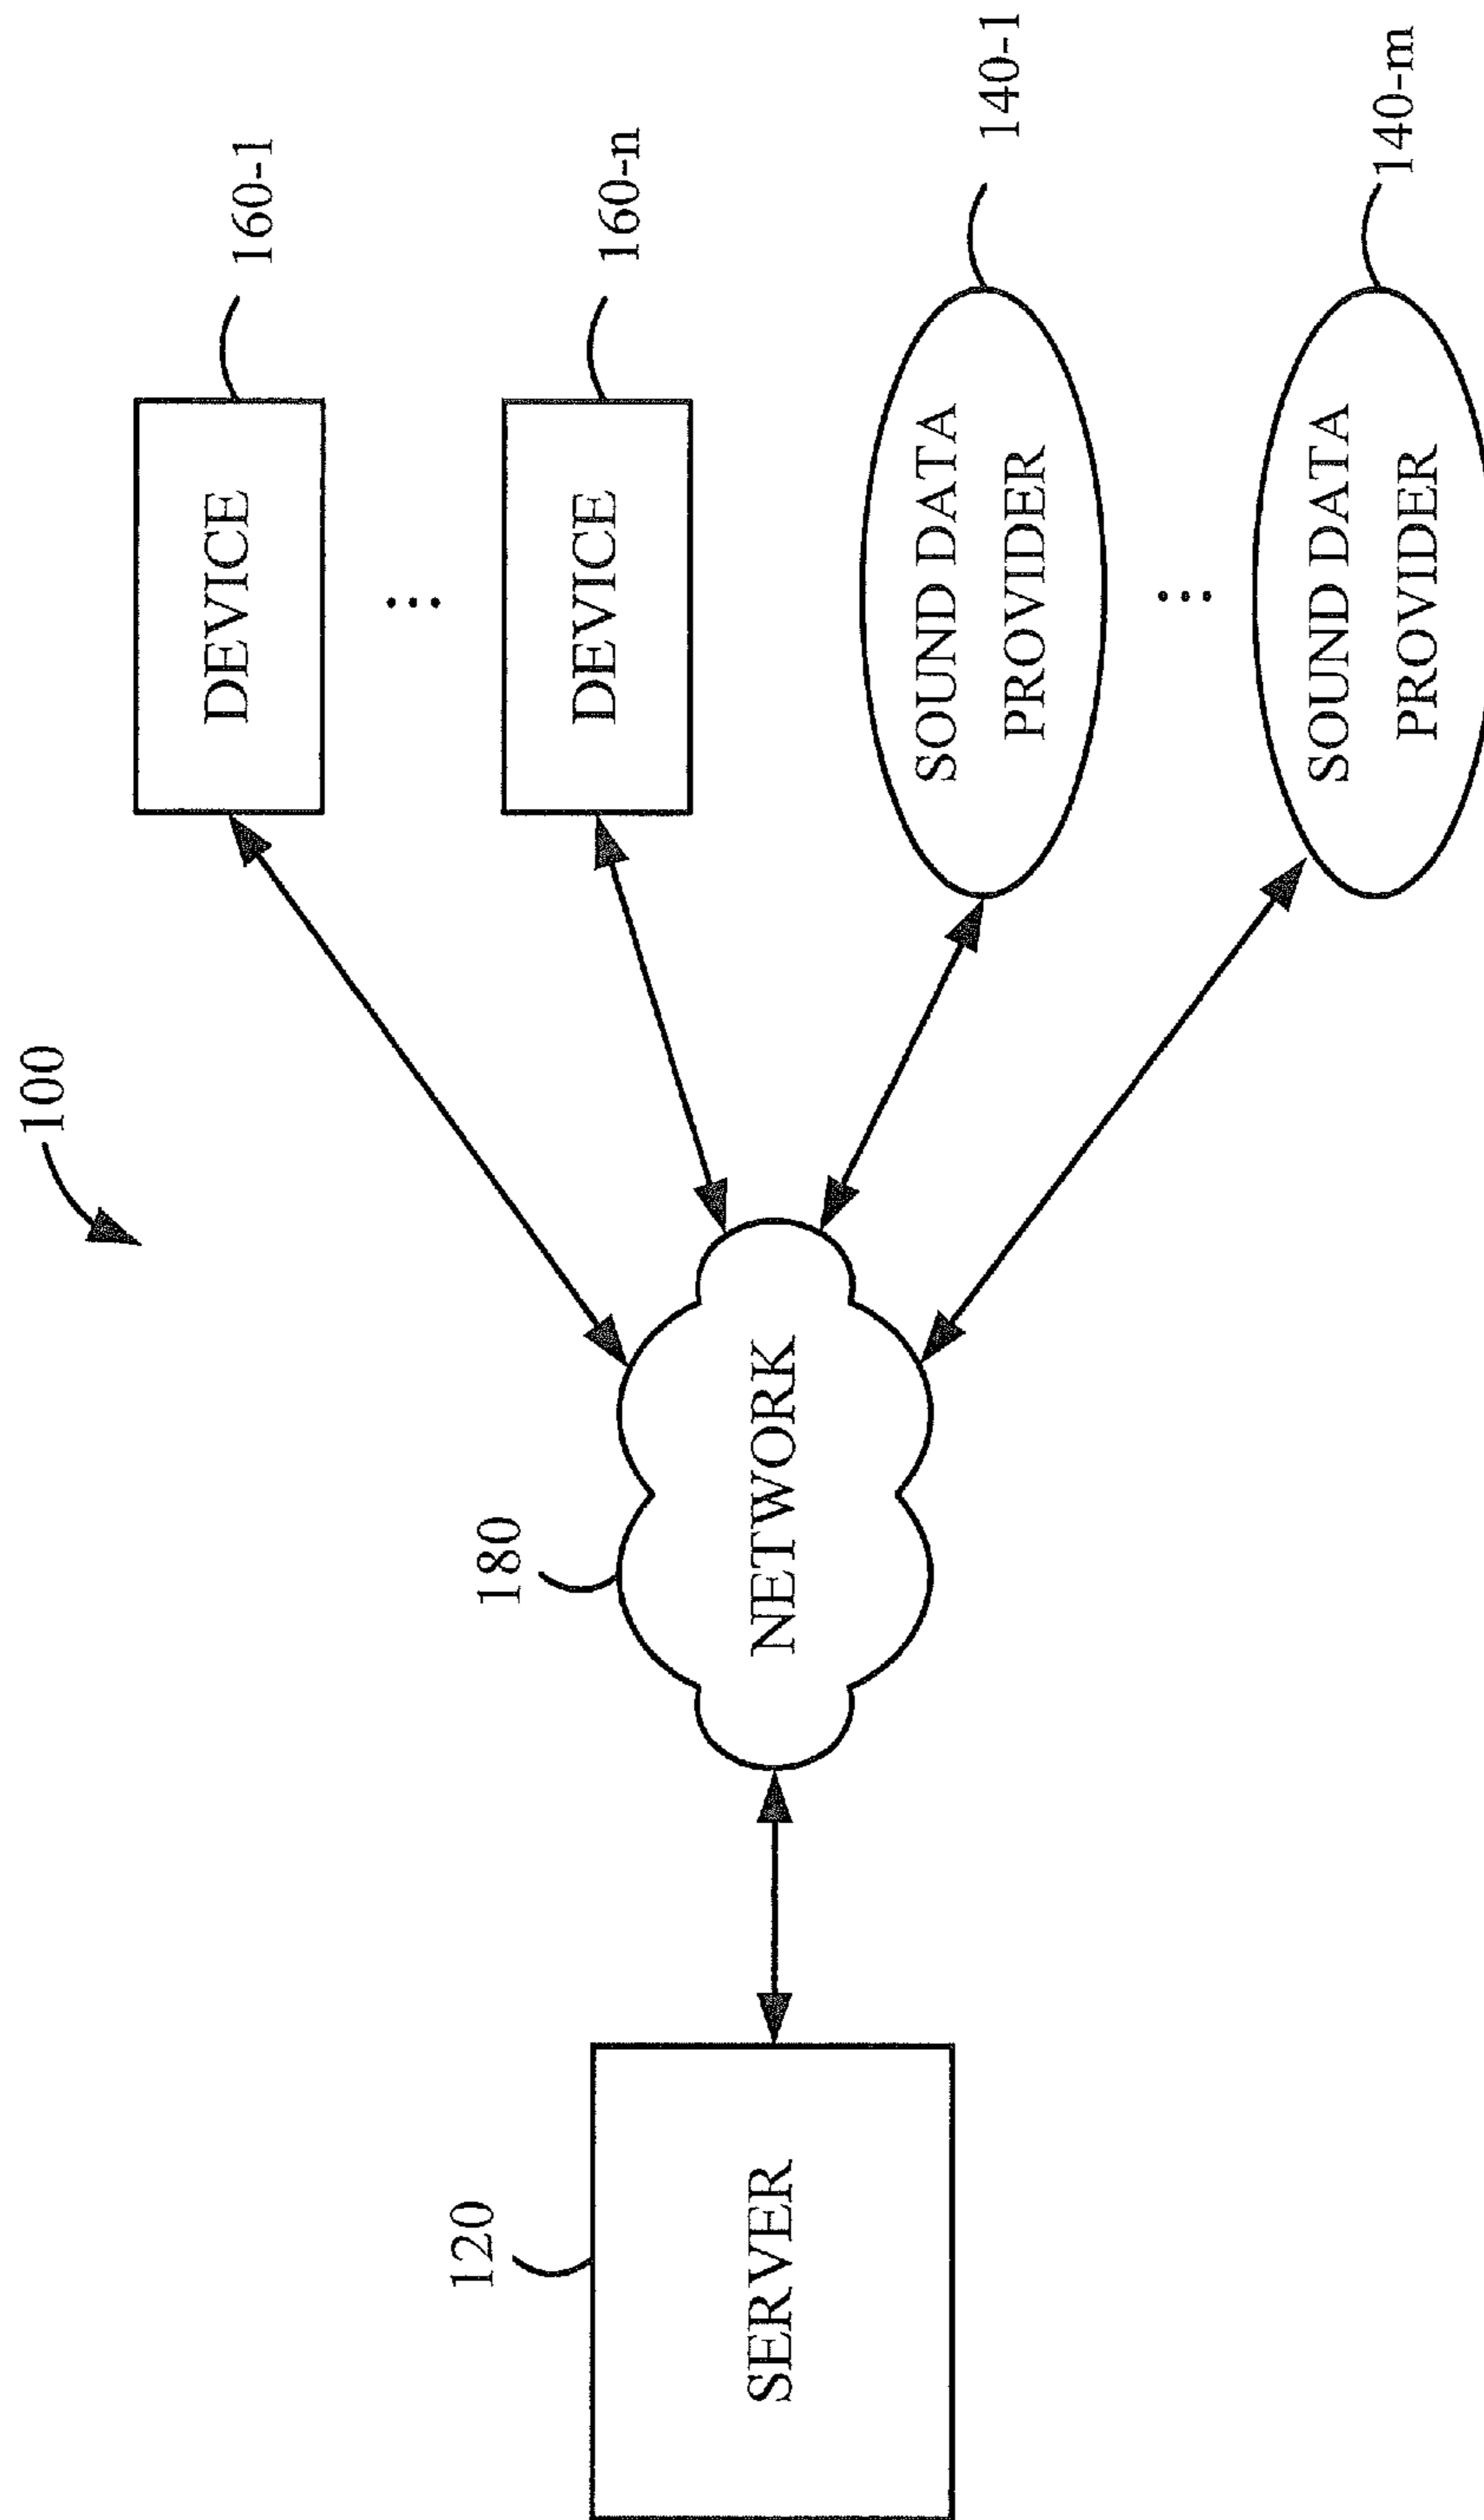 100
120
SERVER
180
NETWORK
DEVICE
160-1
...
DEVICE
160-n
SOUND DATA
PROVIDER
140-1
...
SOUND DATA
PROVIDER
140-m